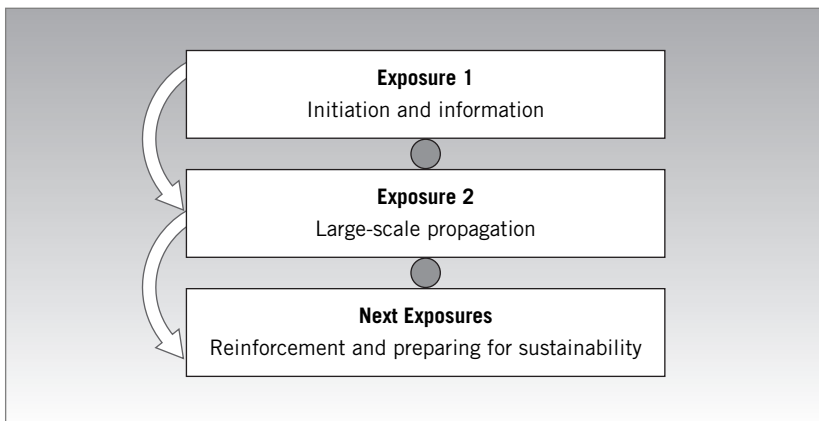 Exposure 1
Initiation and information
Exposure 2
Large-scale propagation
Next Exposures
Reinforcement and preparing for sustainability